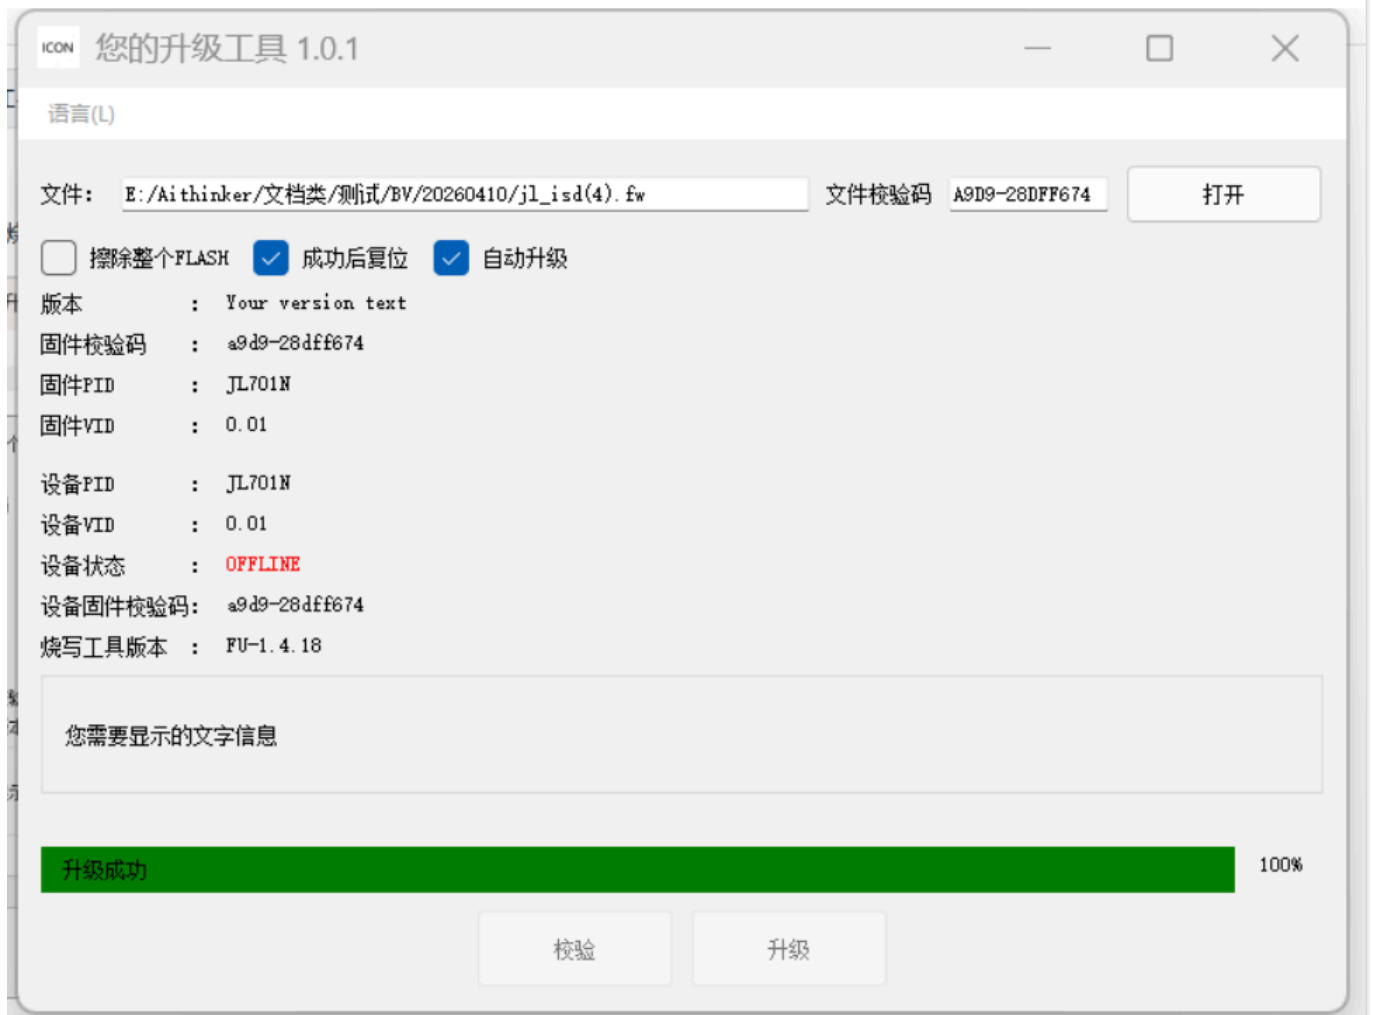 ICON 您的升级工具 1.0.1
语言(L)
文件： E:/Aithinker/文档类/测试/BV/20260410/jl_isd(4).fw 文件校验码 A9D9-28DFF674 打开
擦除整个FLASH 成功后复位 自动升级
版本 : Your version text
固件校验码 : a9d9-28dff674
固件PID : JL701N
固件VID : 0.01
设备PID : JL701N
设备VID : 0.01
设备状态 : OFFLINE
设备固件校验码: a9d9-28dff674
烧写工具版本 : FU-1.4.18
您需要显示的文字信息
升级成功 100%
校验 升级